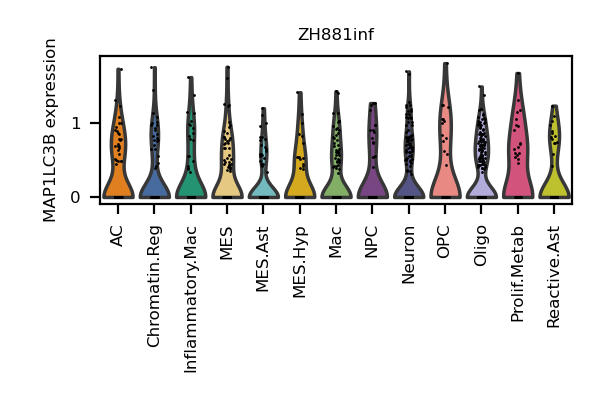 ZH881inf
MAP1LC3B expression
1
0
AC
Chromatin.Reg
Inflammatory.Mac
MES
MES.Ast
MES.Hyp
Mac
NPC
Neuron
OPC
Oligo
Prolif.Metab
Reactive.Ast